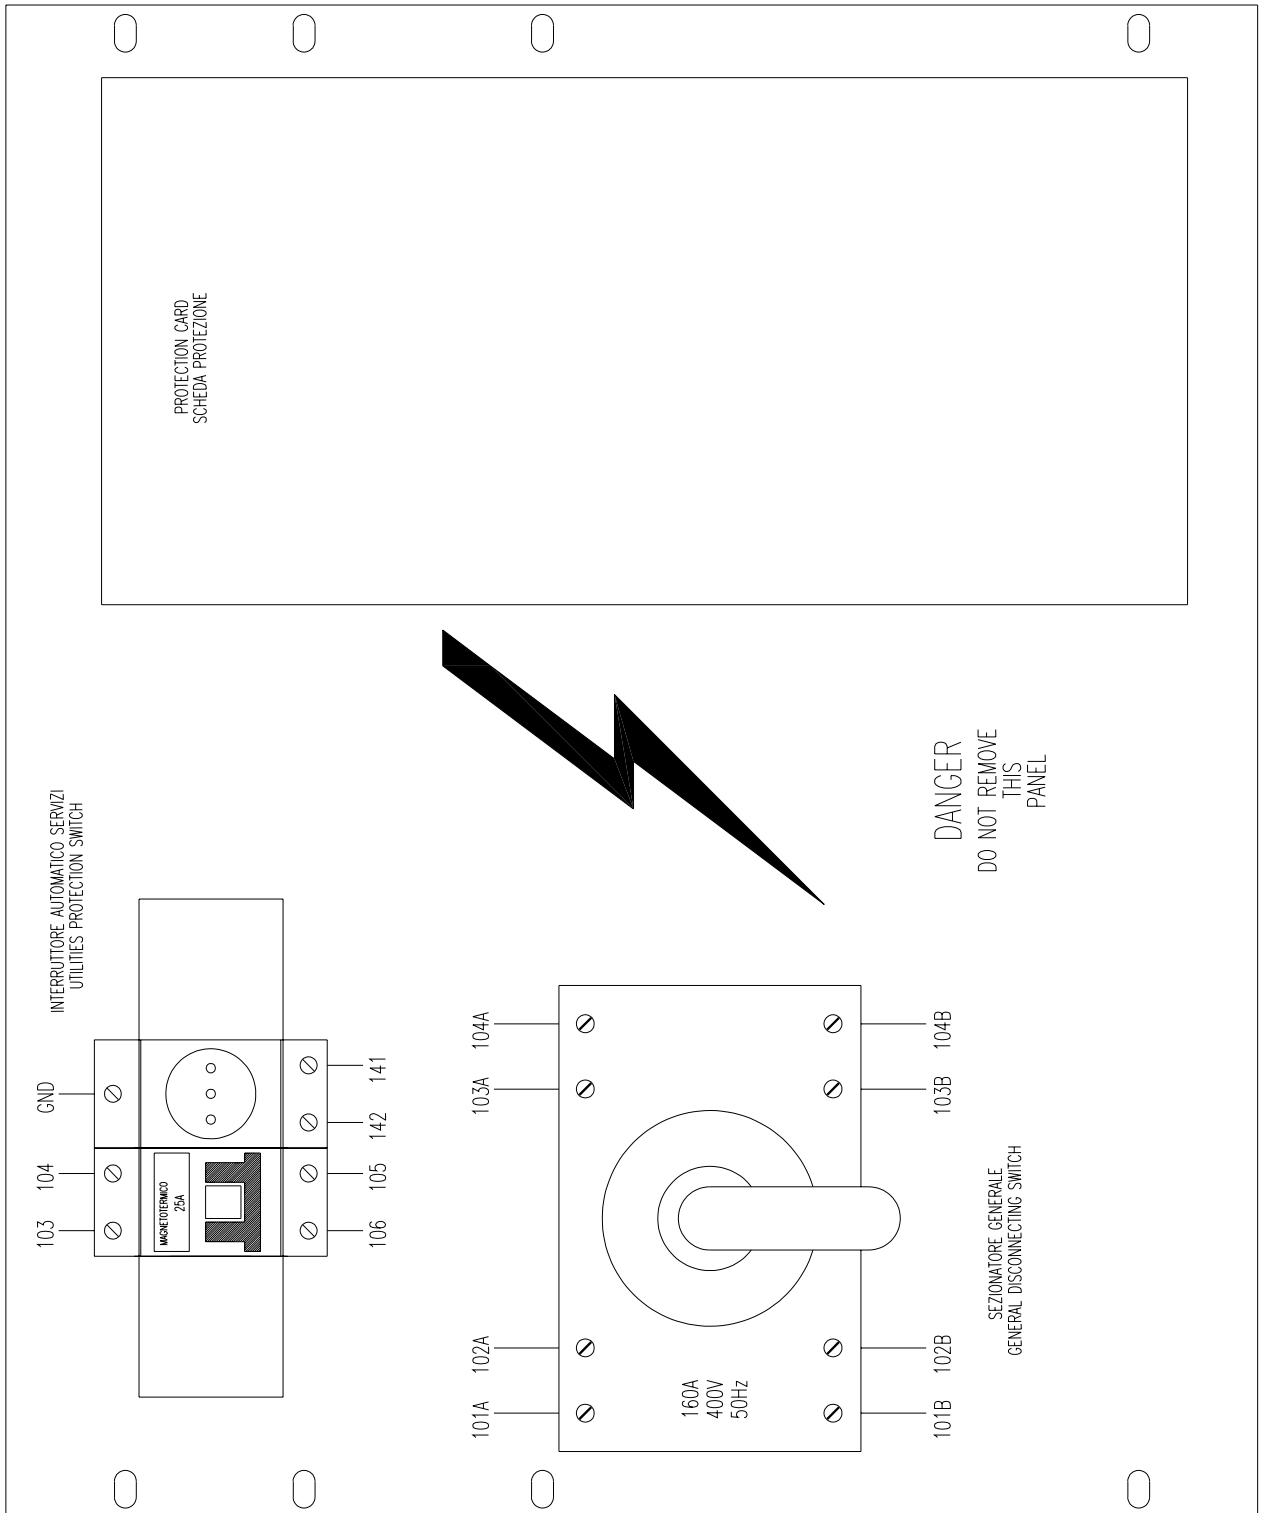 PROTECTION CARD
SCHEDA PROTEZIONE
INTERRUTTORE AUTOMATICO SERVIZI
UTILITIES PROTECTION SWITCH
DANGER
DO NOT REMOVE
THIS
PANEL
103
104
GND
MAGNETOTERMICO
25A
106
105
142
141
101A
102A
103A
104A
160A
400V
50Hz
101B
102B
103B
104B
SEZIONATORE GENERALE
GENERAL DISCONNECTING SWITCH